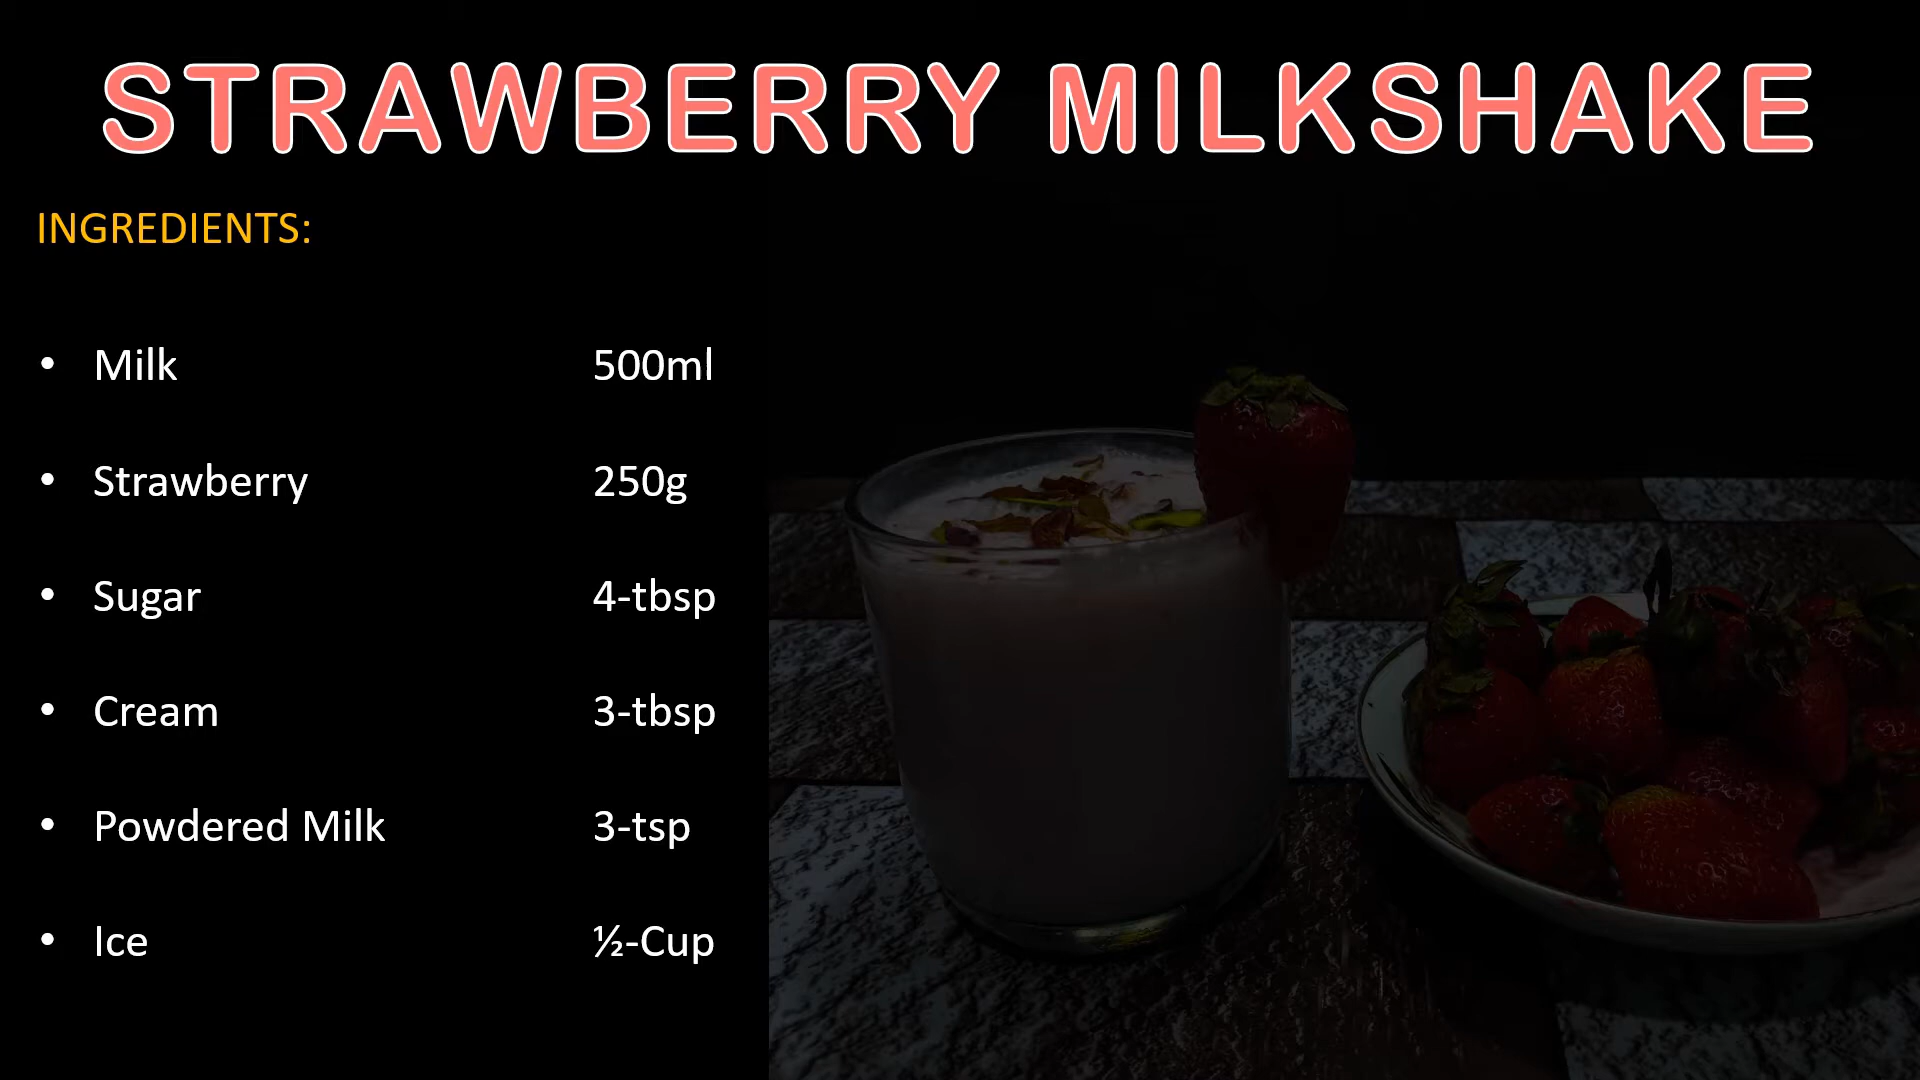 STRAWBERRY MILKSHAKE
INGREDIENTS:
• Milk 500ml
• Strawberry 250g
• Sugar 4-tbsp
• Cream 3-tbsp
• Powdered Milk 3-tsp
• Ice ½-Cup